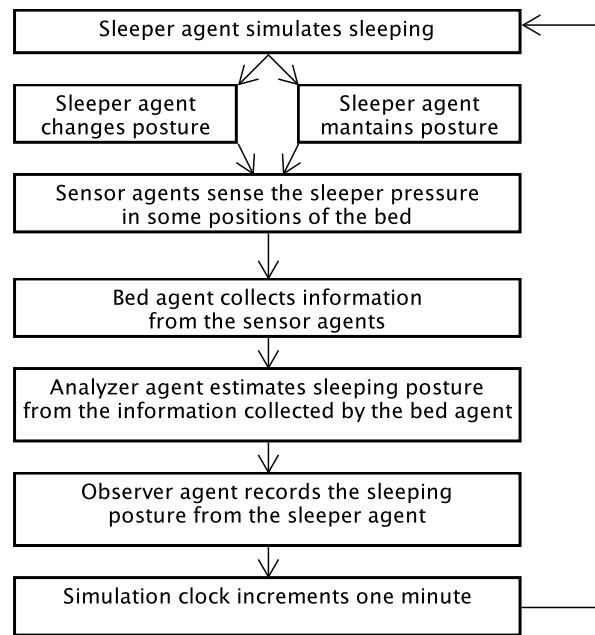 Sleeper agent simulates sleeping
Sleeper agent
changes posture
Sleeper agent
mantains posture
Sensor agents sense the sleeper pressure
in some positions of the bed
Bed agent collects information
from the sensor agents
Analyzer agent estimates sleeping posture
from the information collected by the bed agent
Observer agent records the sleeping
posture from the sleeper agent
Simulation clock increments one minute